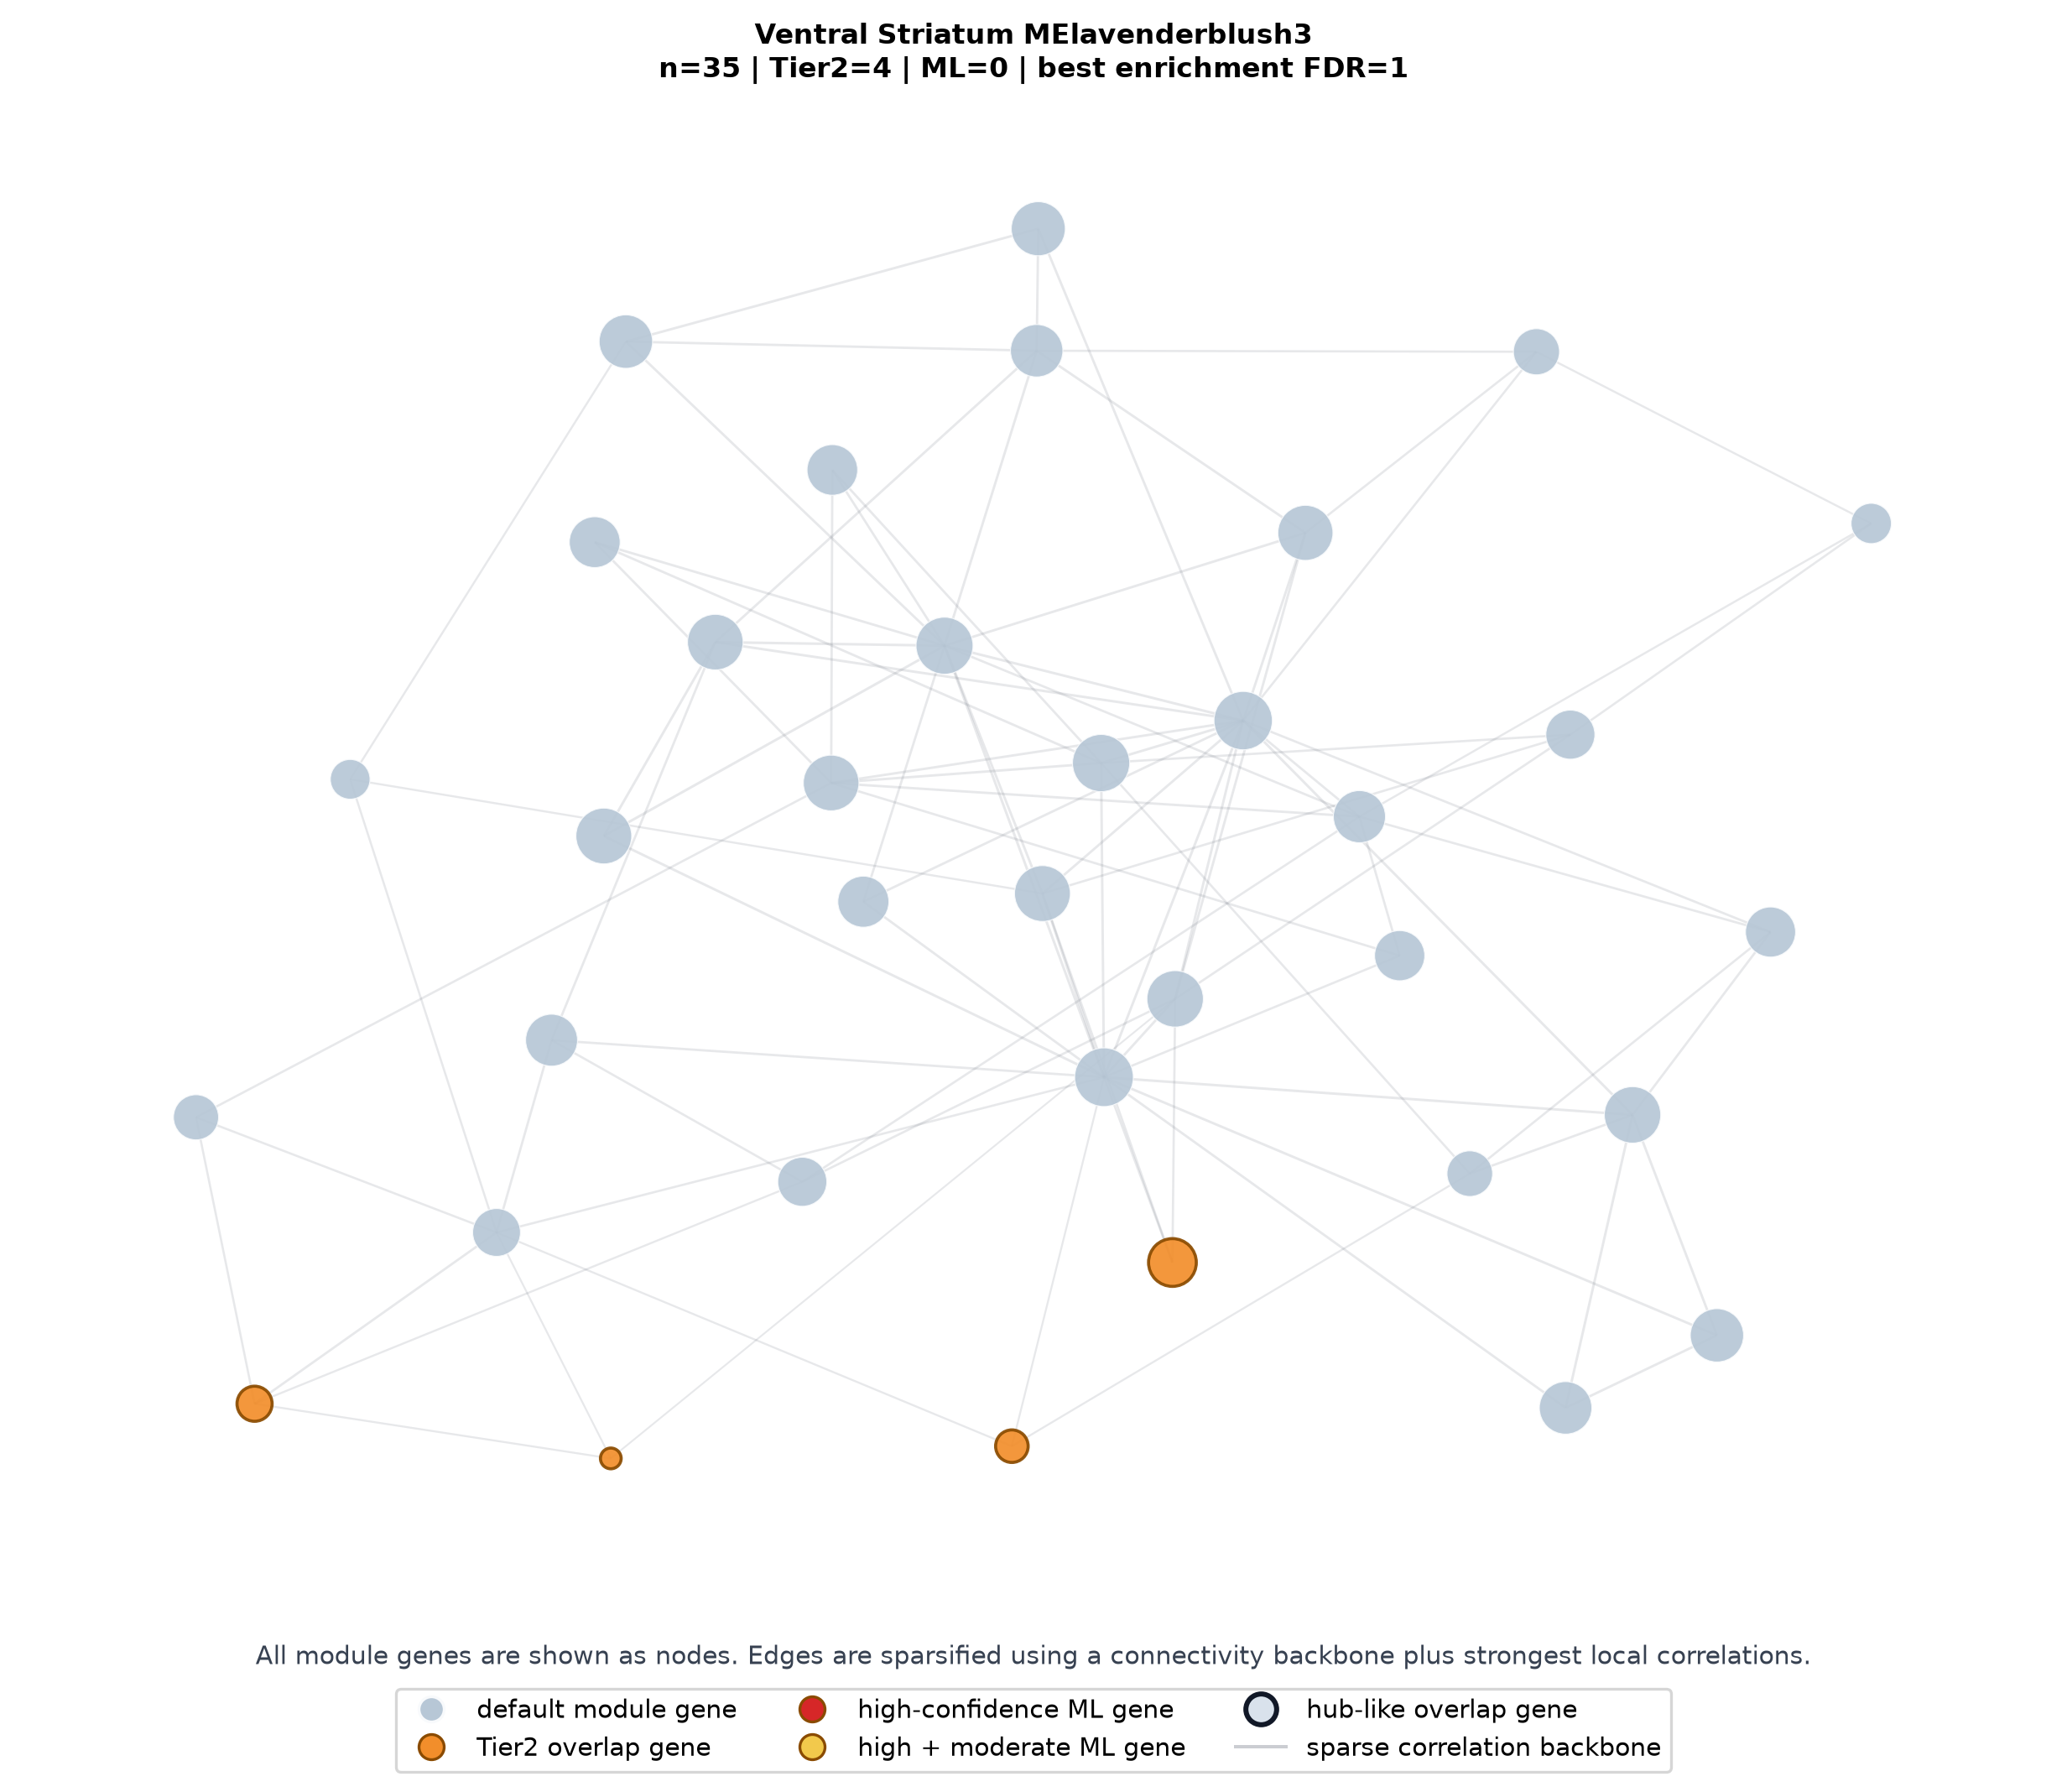 Ventral Striatum MElavenderblush3
n=35 | Tier2=4 | ML=0 | best enrichment FDR=1
All module genes are shown as nodes. Edges are sparsified using a connectivity backbone plus strongest local correlations.
default module gene
Tier2 overlap gene
high-confidence ML gene
high + moderate ML gene
hub-like overlap gene
sparse correlation backbone